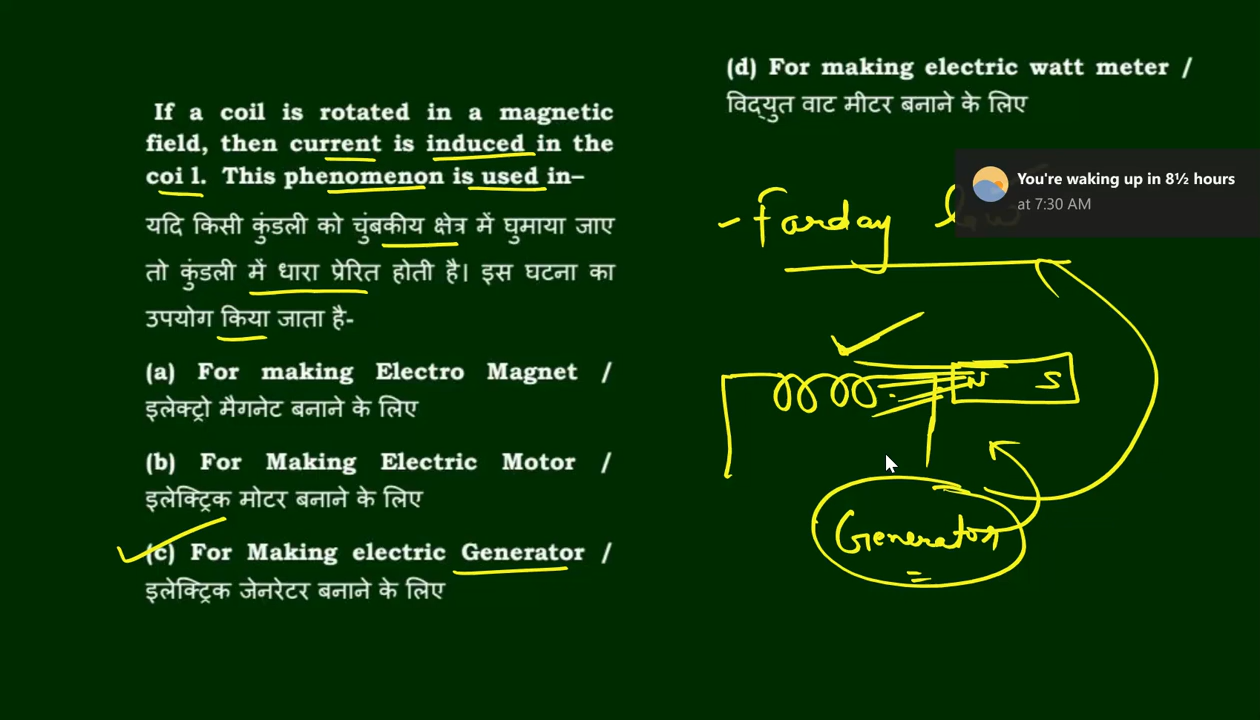 If a coil is rotated in a magnetic
field, then current is induced in the
coi l. This phenomenon is used in–
यदि किसी कुंडली को चुंबकीय क्षेत्र में घुमाया जाए
तो कुंडली में धारा प्रेरित होती है। इस घटना का
उपयोग किया जाता है-
(a) For making Electro Magnet /
इलेक्ट्रो मैगनेट बनाने के लिए
(b) For Making Electric Motor /
इलेक्ट्रिक मोटर बनाने के लिए
(c) For Making electric Generator /
इलेक्ट्रिक जेनरेटर बनाने के लिए
(d) For making electric watt meter /
विद्युत वाट मीटर बनाने के लिए
You're waking up in 8½ hours
at 7:30 AM
- Farday
N S
Generator